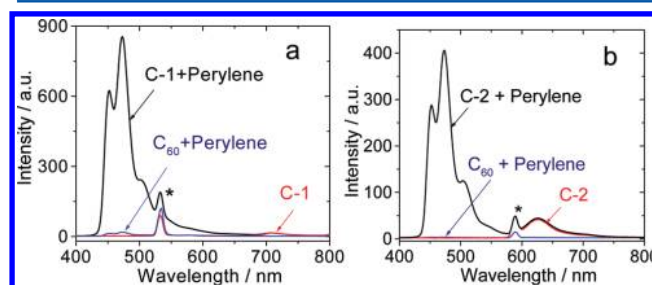 900
600
300
0
Intensity / a.u.
a
C-1+Perylene
C60+Perylene
*
C-1
400 500 600 700 800
Wavelength / nm
400
300
200
100
0
Intensity / a.u.
b
C-2 + Perylene
C60 + Perylene
*
C-2
400 500 600 700 800
Wavelength / nm